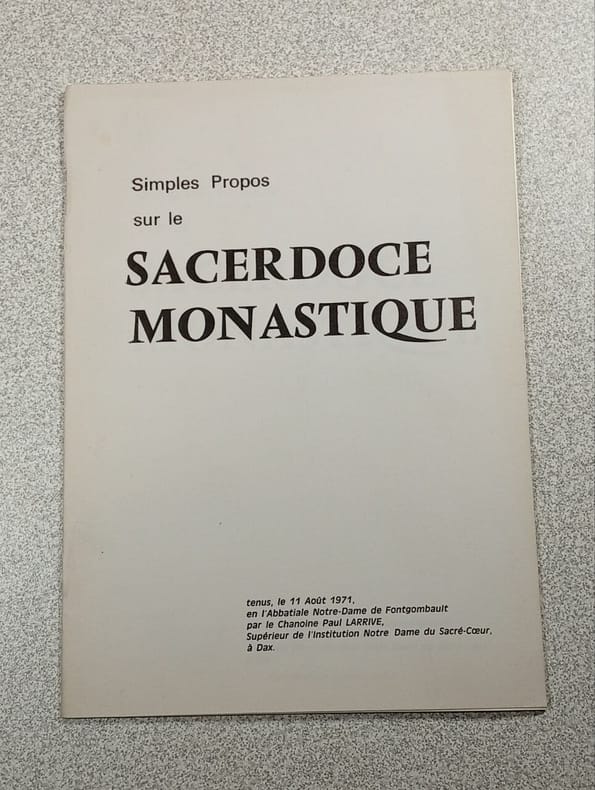 Simples Propos
sur le
SACERDOCE
MONASTIQUE
tenus, le 11 Août 1971,
en l'Abbatiale Notre-Dame de Fontgombault
par le Chanoine Paul LARRIVE,
Supérieur de l'Institution Notre Dame du Sacré-Cœur,
à Dax.